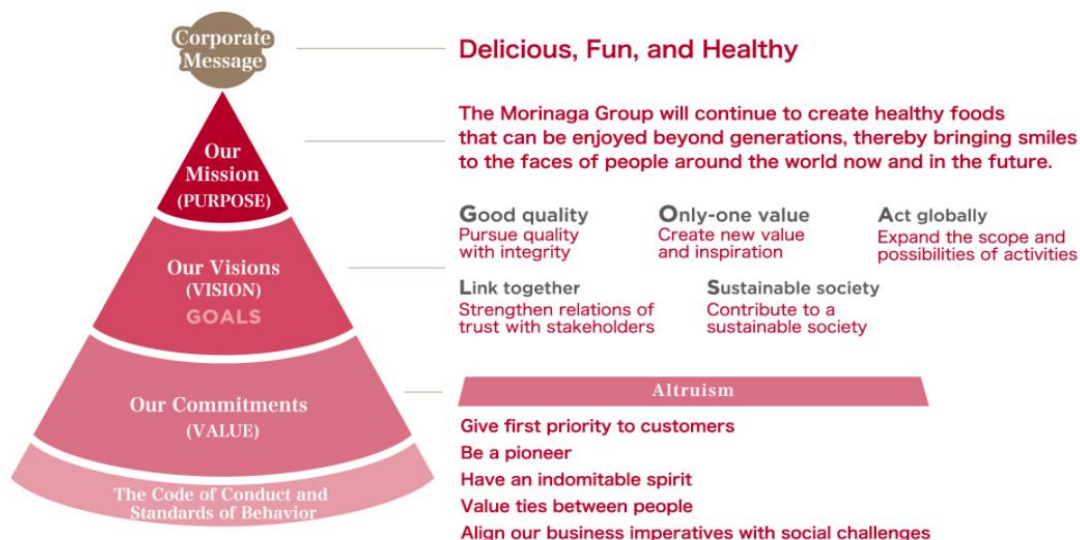 Corporate
Message
Delicious, Fun, and Healthy
Our
Mission
(PURPOSE)
The Morinaga Group will continue to create healthy foods
that can be enjoyed beyond generations, thereby bringing smiles
to the faces of people around the world now and in the future.
Our Visions
(VISION)
GOALS
Good quality
Pursue quality
with integrity
Only-one value
Create new value
and inspiration
Act globally
Expand the scope and
possibilities of activities
Link together
Strengthen relations of
trust with stakeholders
Sustainable society
Contribute to a
sustainable society
Our Commitments
(VALUE)
Altruism
Give first priority to customers
Be a pioneer
Have an indomitable spirit
Value ties between people
Align our business imperatives with social challenges
The Code of Conduct and
Standards of Behavior